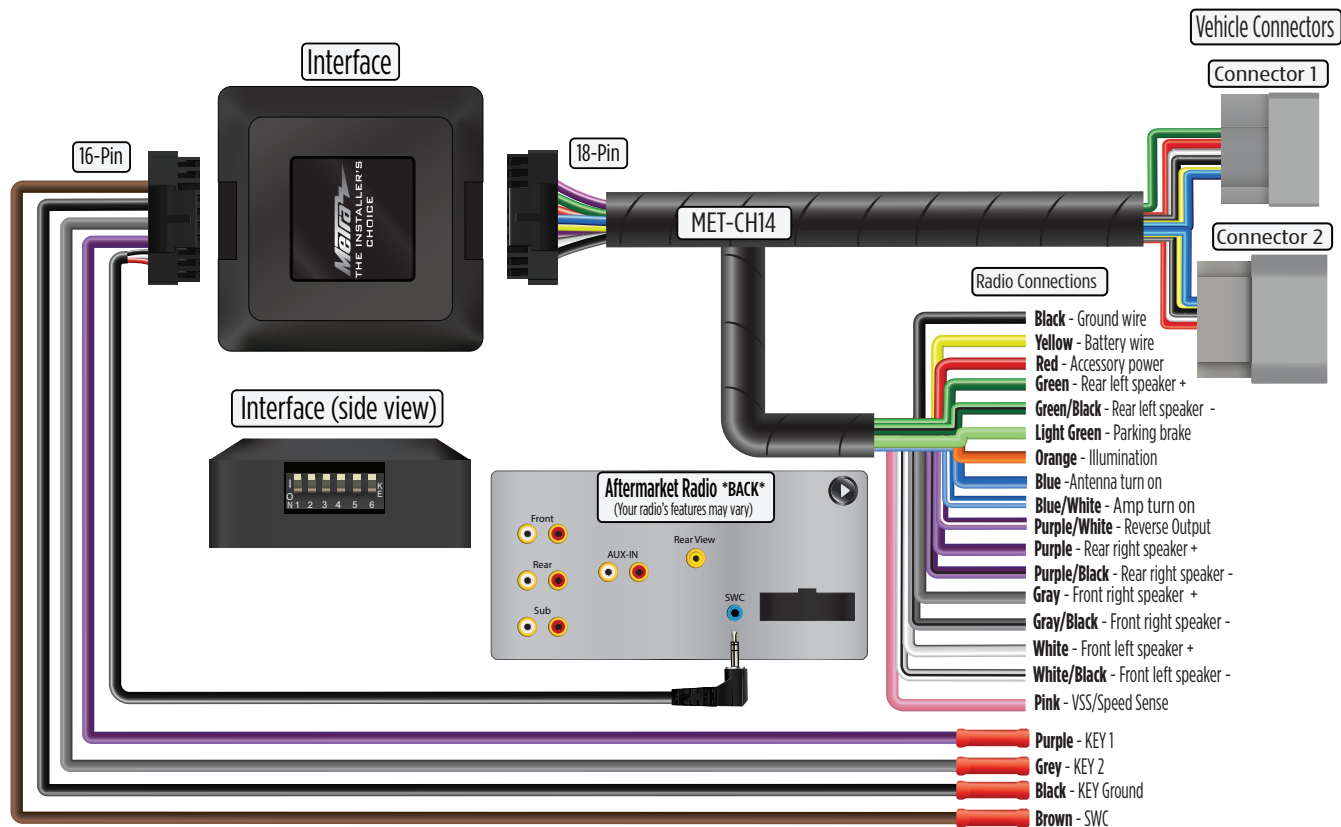 Vehicle Connectors
Interface
Connector 1
16-Pin
18-Pin
Metra
THE INSTALLER'S
CHOICE
MET-CH14
Connector 2
Radio Connections
Black - Ground wire
Yellow - Battery wire
Red - Accessory power
Green - Rear left speaker +
Green/Black - Rear left speaker -
Light Green - Parking brake
Orange - Illumination
Blue -Antenna turn on
Blue/White - Amp turn on
Purple/White - Reverse Output
Purple - Rear right speaker +
Purple/Black - Rear right speaker -
Gray - Front right speaker +
Gray/Black - Front right speaker -
White - Front left speaker +
White/Black - Front left speaker -
Pink - VSS/Speed Sense
Interface (side view)
ON
KE
1 2 3 4 5 6
Aftermarket Radio *BACK*
(Your radio's features may vary)
Front
Rear
Sub
AUX-IN
Rear View
SWC
Purple - KEY 1
Grey - KEY 2
Black - KEY Ground
Brown - SWC